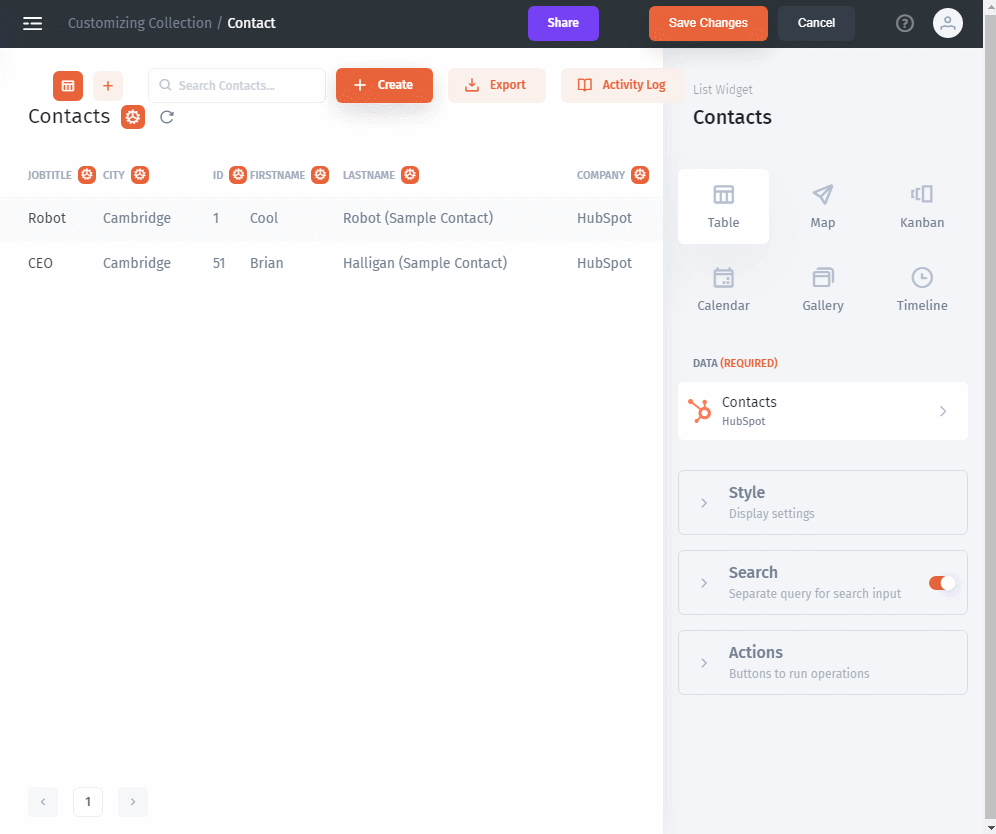 Customizing Collection / Contact
Share
Save Changes
Cancel
?
Search Contacts...
Create
Export
Activity Log
Contacts
JOBTITLE CITY ID FIRSTNAME LASTNAME COMPANY
Robot Cambridge 1 Cool Robot (Sample Contact) HubSpot
CEO Cambridge 51 Brian Halligan (Sample Contact) HubSpot
1
List Widget
Contacts
Table Map Kanban
Calendar Gallery Timeline
DATA (REQUIRED)
Contacts
HubSpot
Style
Display settings
Search
Separate query for search input
Actions
Buttons to run operations